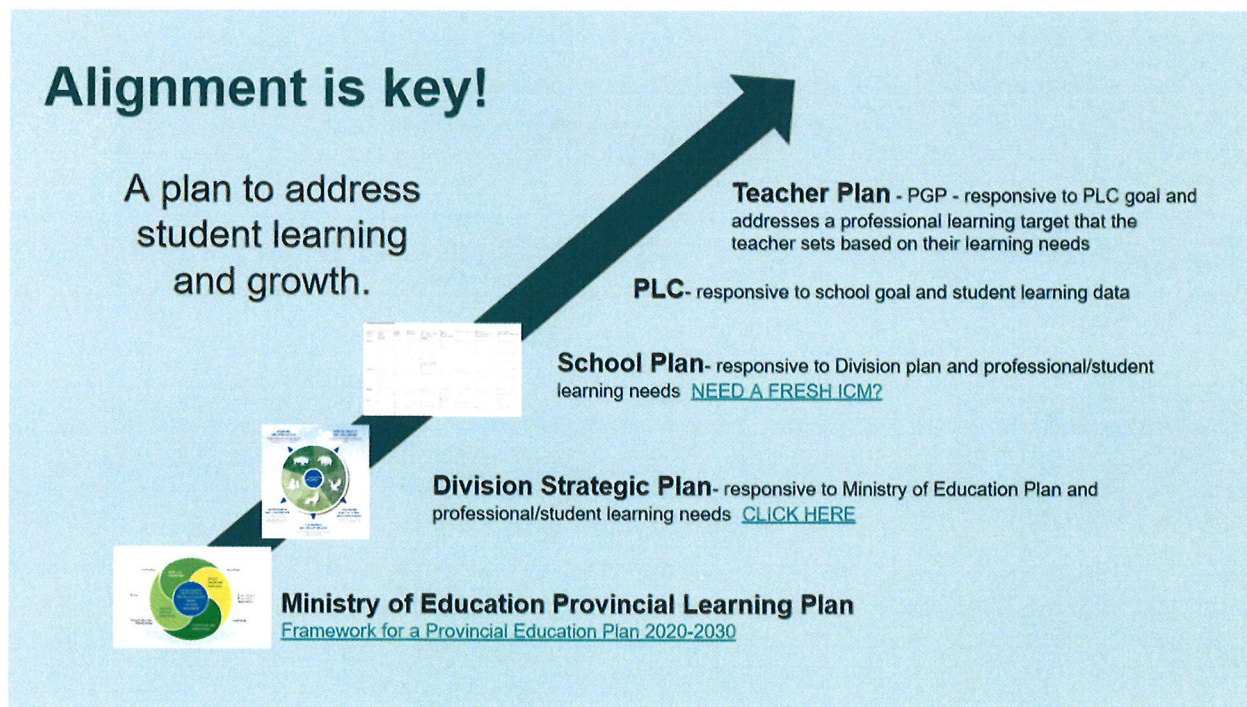 Alignment is key!
A plan to address
student learning
and growth.
Teacher Plan - PGP - responsive to PLC goal and
addresses a professional learning target that the
teacher sets based on their learning needs
PLC- responsive to school goal and student learning data
School Plan- responsive to Division plan and professional/student
learning needs NEED A FRESH ICM?
Division Strategic Plan- responsive to Ministry of Education Plan and
professional/student learning needs CLICK HERE
Ministry of Education Provincial Learning Plan
Framework for a Provincial Education Plan 2020-2030